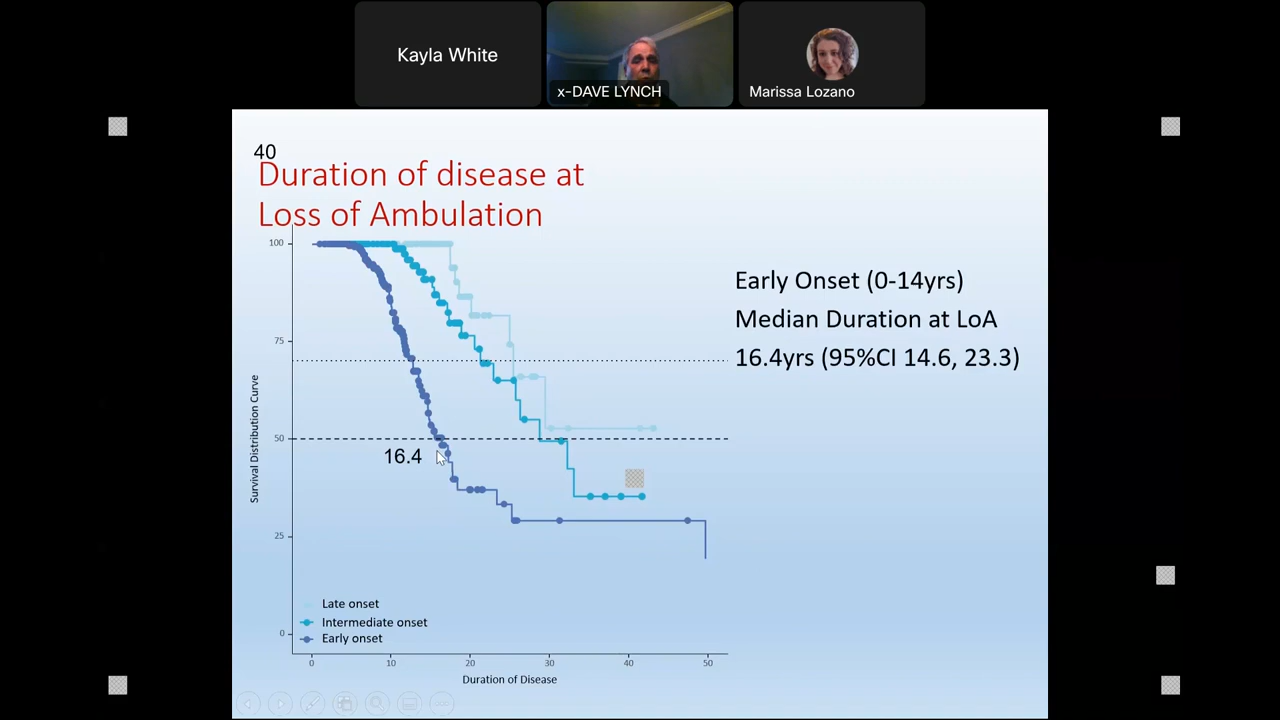 Kayla White
x-DAVE LYNCH
Marissa Lozano
40
Duration of disease at
Loss of Ambulation
Early Onset (0-14yrs)
Median Duration at LoA
16.4yrs (95%CI 14.6, 23.3)
Survival Distribution Curve
100
75
50
25
0
16.4
Late onset
Intermediate onset
Early onset
0 10 20 30 40 50
Duration of Disease